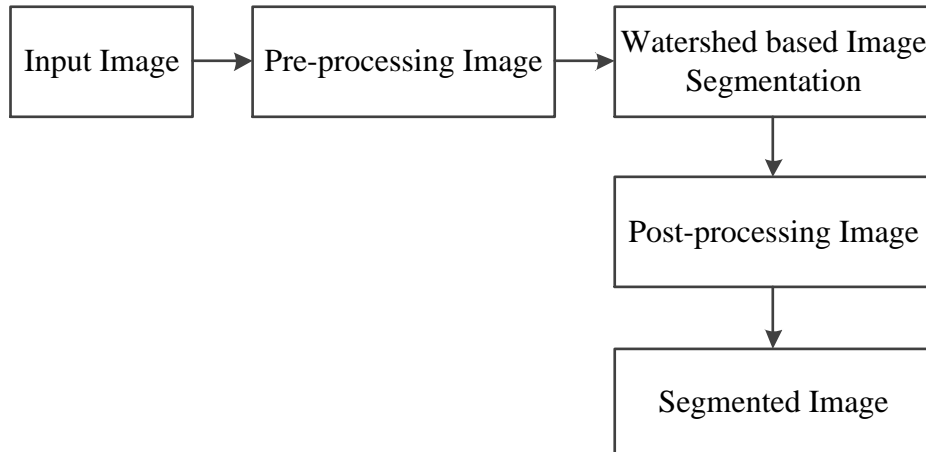 Input Image
Pre-processing Image
Watershed based Image
Segmentation
Post-processing Image
Segmented Image